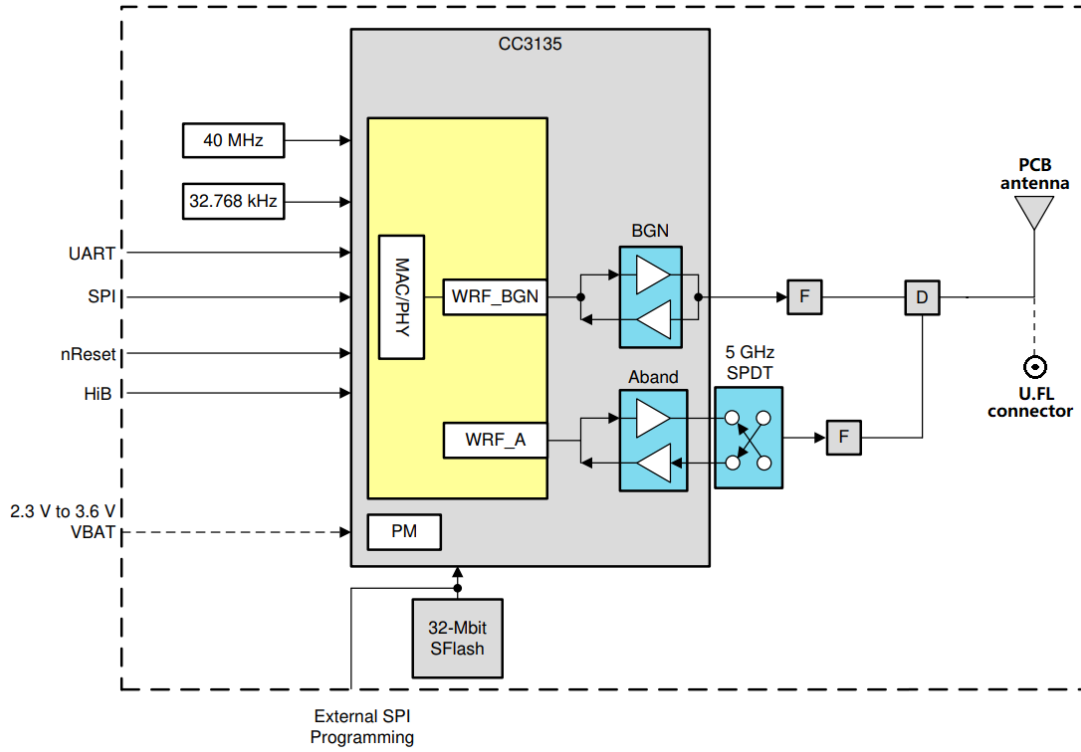 CC3135
40 MHz
32.768 kHz
UART
SPI
nReset
HiB
2.3 V to 3.6 V
VBAT
MAC/PHY
WRF_BGN
WRF_A
PM
BGN
Aband
5 GHz
SPDT
F
F
D
PCB
antenna
U.FL
connector
32-Mbit
SFlash
External SPI
Programming